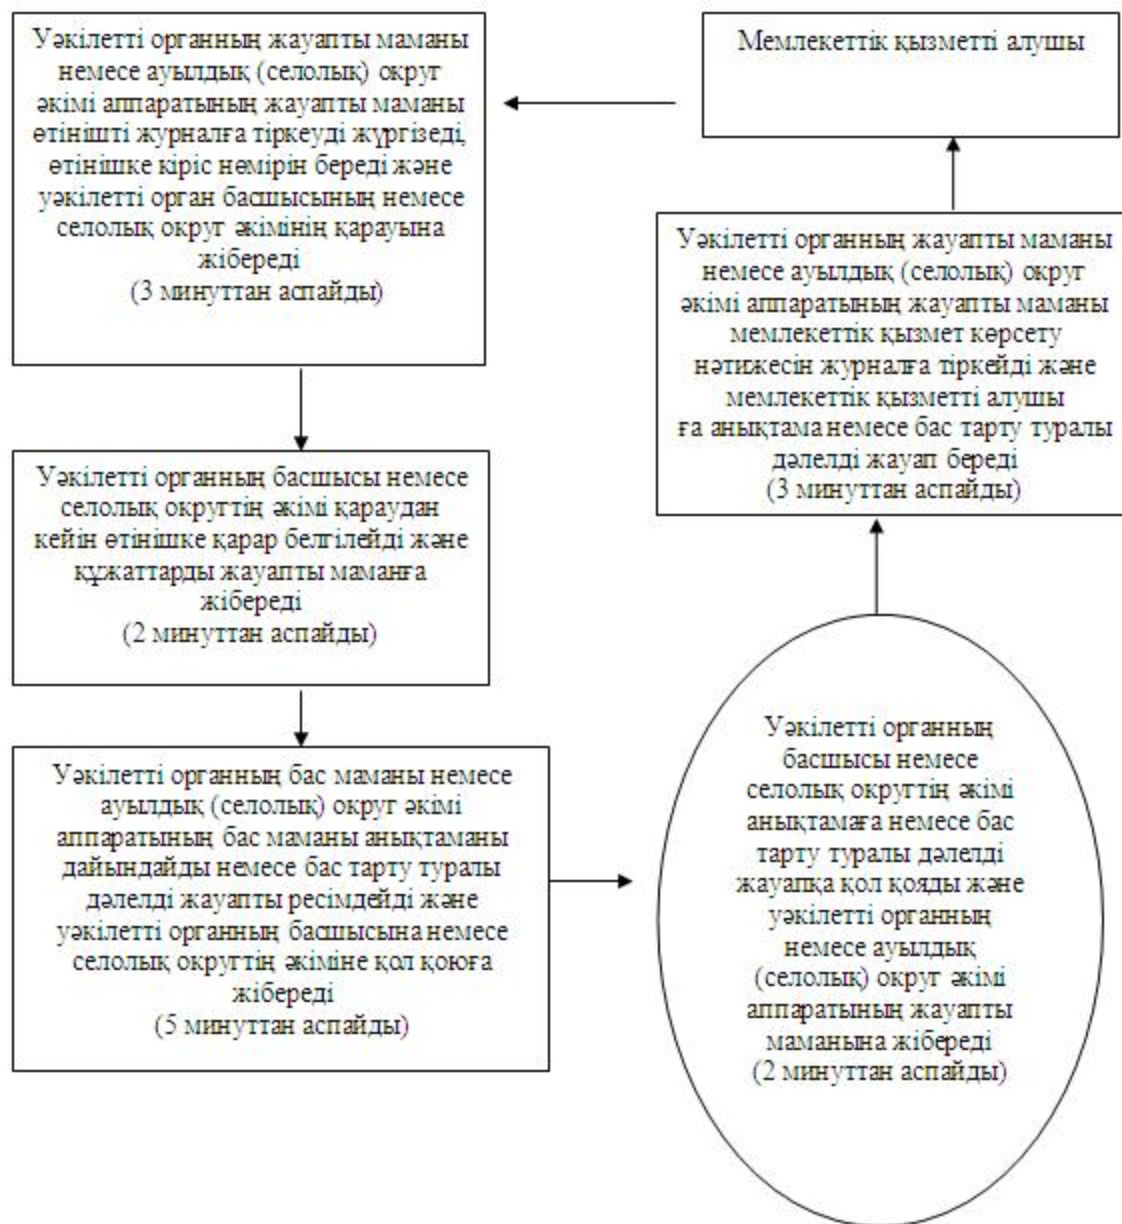 Уәкілетті органның жауапты маманы
немесе ауылдық (селолық) округ
әкімі аппаратының жауапты маманы
өтінішті журналға тіркеуді жүргізеді,
өтінішке кіріс нөмірін береді және
уәкілетті орган басшысының немесе
селолық округ әкімінің қарауына
жібереді
(3 минуттан аспайды)
Мемлекеттік қызметті алушы
Уәкілетті органның жауапты маманы
немесе ауылдық (селолық) округ
әкімі аппаратының жауапты маманы
мемлекеттік қызмет көрсету
нәтижесін журналға тіркейді және
мемлекеттік қызметті алушы
ға анықтама немесе бас тарту туралы
дәлелді жауап береді
(3 минуттан аспайды)
Уәкілетті органның басшысы немесе
селолық округтің әкімі қараудан
кейін өтінішке қарар белгілейді және
құжаттарды жауапты маманға
жібереді
(2 минуттан аспайды)
Уәкілетті органның бас маманы немесе
ауылдық (селолық) округ әкімі
аппаратының бас маманы анықтаманы
дайындайды немесе бас тарту туралы
дәлелді жауапты ресімдейді және
уәкілетті органның басшысына немесе
селолық округтің әкіміне қол қоюға
жібереді
(5 минуттан аспайды)
Уәкілетті органның
басшысы немесе
селолық округтің әкімі
анықтамаға немесе бас
тарту туралы дәлелді
жауапқа қол қояды және
уәкілетті органның
немесе ауылдық
(селолық) округ әкімі
аппаратының жауапты
маманына жібереді
(2 минуттан аспайды)